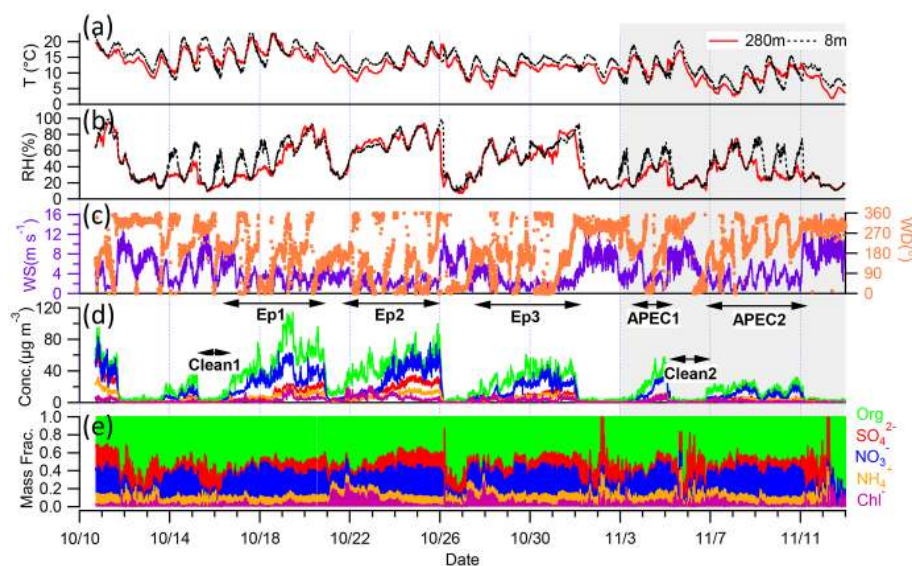 (a)
20
15
10
5
0
T (°C)
280m 8m
(b)
100
80
60
40
20
0
RH(%)
(c)
16
12
8
4
0
WS(m s⁻¹)
360
270
180
90
0
WD(°)
(d)
120
80
40
0
Conc.(µg m⁻³)
Ep1 Ep2 Ep3 APEC1 APEC2
Clean1 Clean2
(e)
1.0
0.8
0.6
0.4
0.2
0.0
Mass Frac.
Org
SO₄²⁻
NO₃⁻
NH₄⁺
Chl⁻
10/10 10/14 10/18 10/22 10/26 10/30 11/3 11/7 11/11
Date